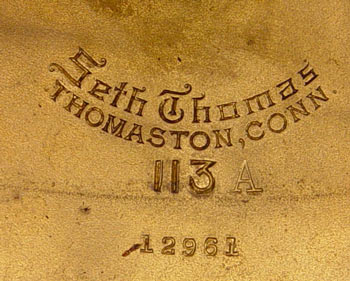 Seth Thomas
THOMASTON, CONN.
113 A
12961